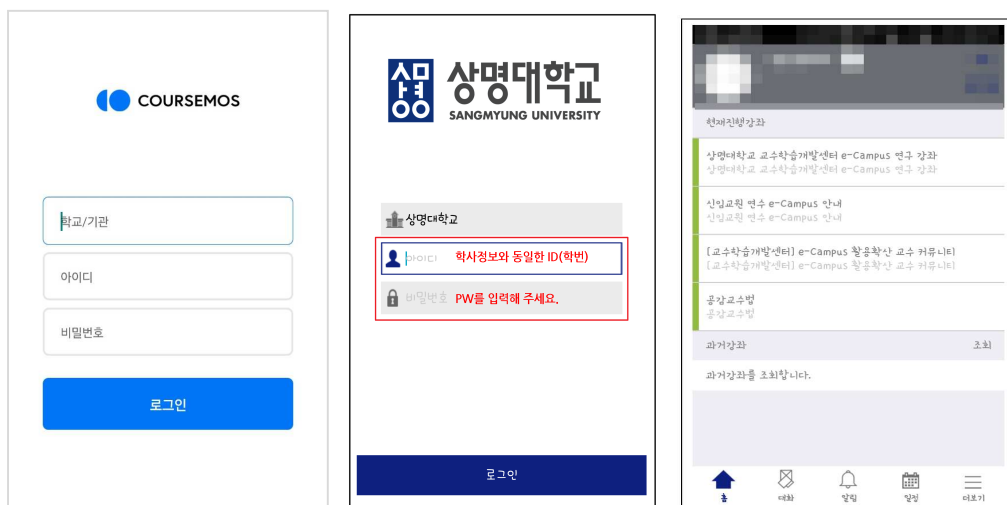 COURSEMOS
학교/기관
아이디
비밀번호
로그인
상명
상명대학교
SANGMYUNG UNIVERSITY
상명대학교
아이디 학사정보와 동일한 ID(학번)
비밀번호 PW를 입력해 주세요.
로그인
현재진행강좌
상명대학교 교수학습개발센터 e-Campus 연구 강좌
상명대학교 교수학습개발센터 e-Campus 연구 강좌
신임교원 연수 e-Campus 안내
신임교원 연수 e-Campus 안내
[교수학습개발센터] e-Campus 활용확산 교수 커뮤니티
[교수학습개발센터] e-Campus 활용확산 교수 커뮤니티
공감교수법
공감교수법
과거강좌 조회
과거강좌를 조회합니다.
홈 대화 알림 일정 더보기